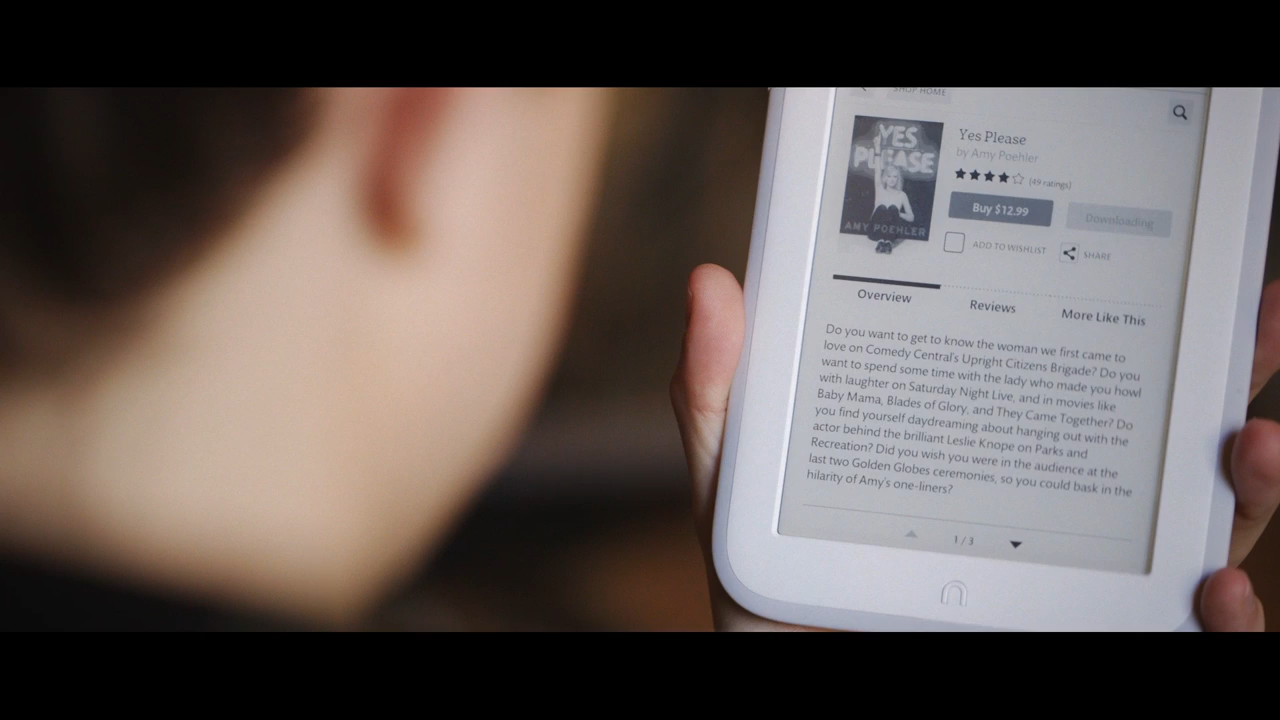 SHOP HOME
YES
PLEASE
AMY POEHLER
Yes Please
by Amy Poehler
(49 ratings)
Buy $12.99
Downloading
ADD TO WISHLIST
SHARE
Overview
Reviews
More Like This
Do you want to get to know the woman we first came to
love on Comedy Central's Upright Citizens Brigade? Do you
want to spend some time with the lady who made you howl
with laughter on Saturday Night Live, and in movies like
Baby Mama, Blades of Glory, and They Came Together? Do
you find yourself daydreaming about hanging out with the
actor behind the brilliant Leslie Knope on Parks and
Recreation? Did you wish you were in the audience at the
last two Golden Globes ceremonies, so you could bask in the
hilarity of Amy's one-liners?
1 / 3